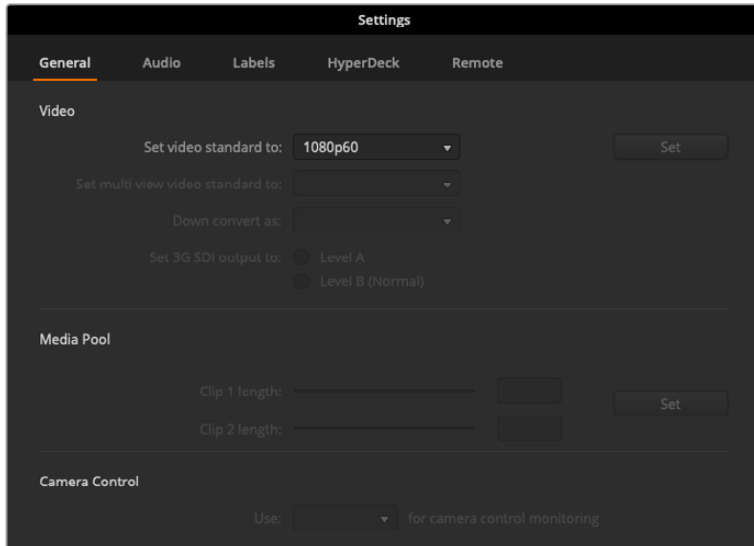 Settings
General Audio Labels HyperDeck Remote
Video
Set video standard to: 1080p60 Set
Set multi view video standard to:
Down convert as:
Set 3G SDI output to: Level A
Level B (Normal)
Media Pool
Clip 1 length:
Set
Clip 2 length:
Camera Control
Use: for camera control monitoring